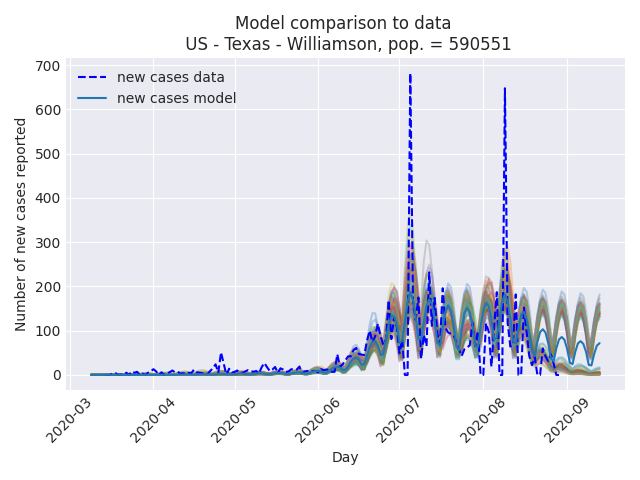 Model comparison to data
US - Texas - Williamson, pop. = 590551
700
600
500
400
300
200
100
0
Number of new cases reported
new cases data
new cases model
2020-03
2020-04
2020-05
2020-06
2020-07
2020-08
2020-09
Day